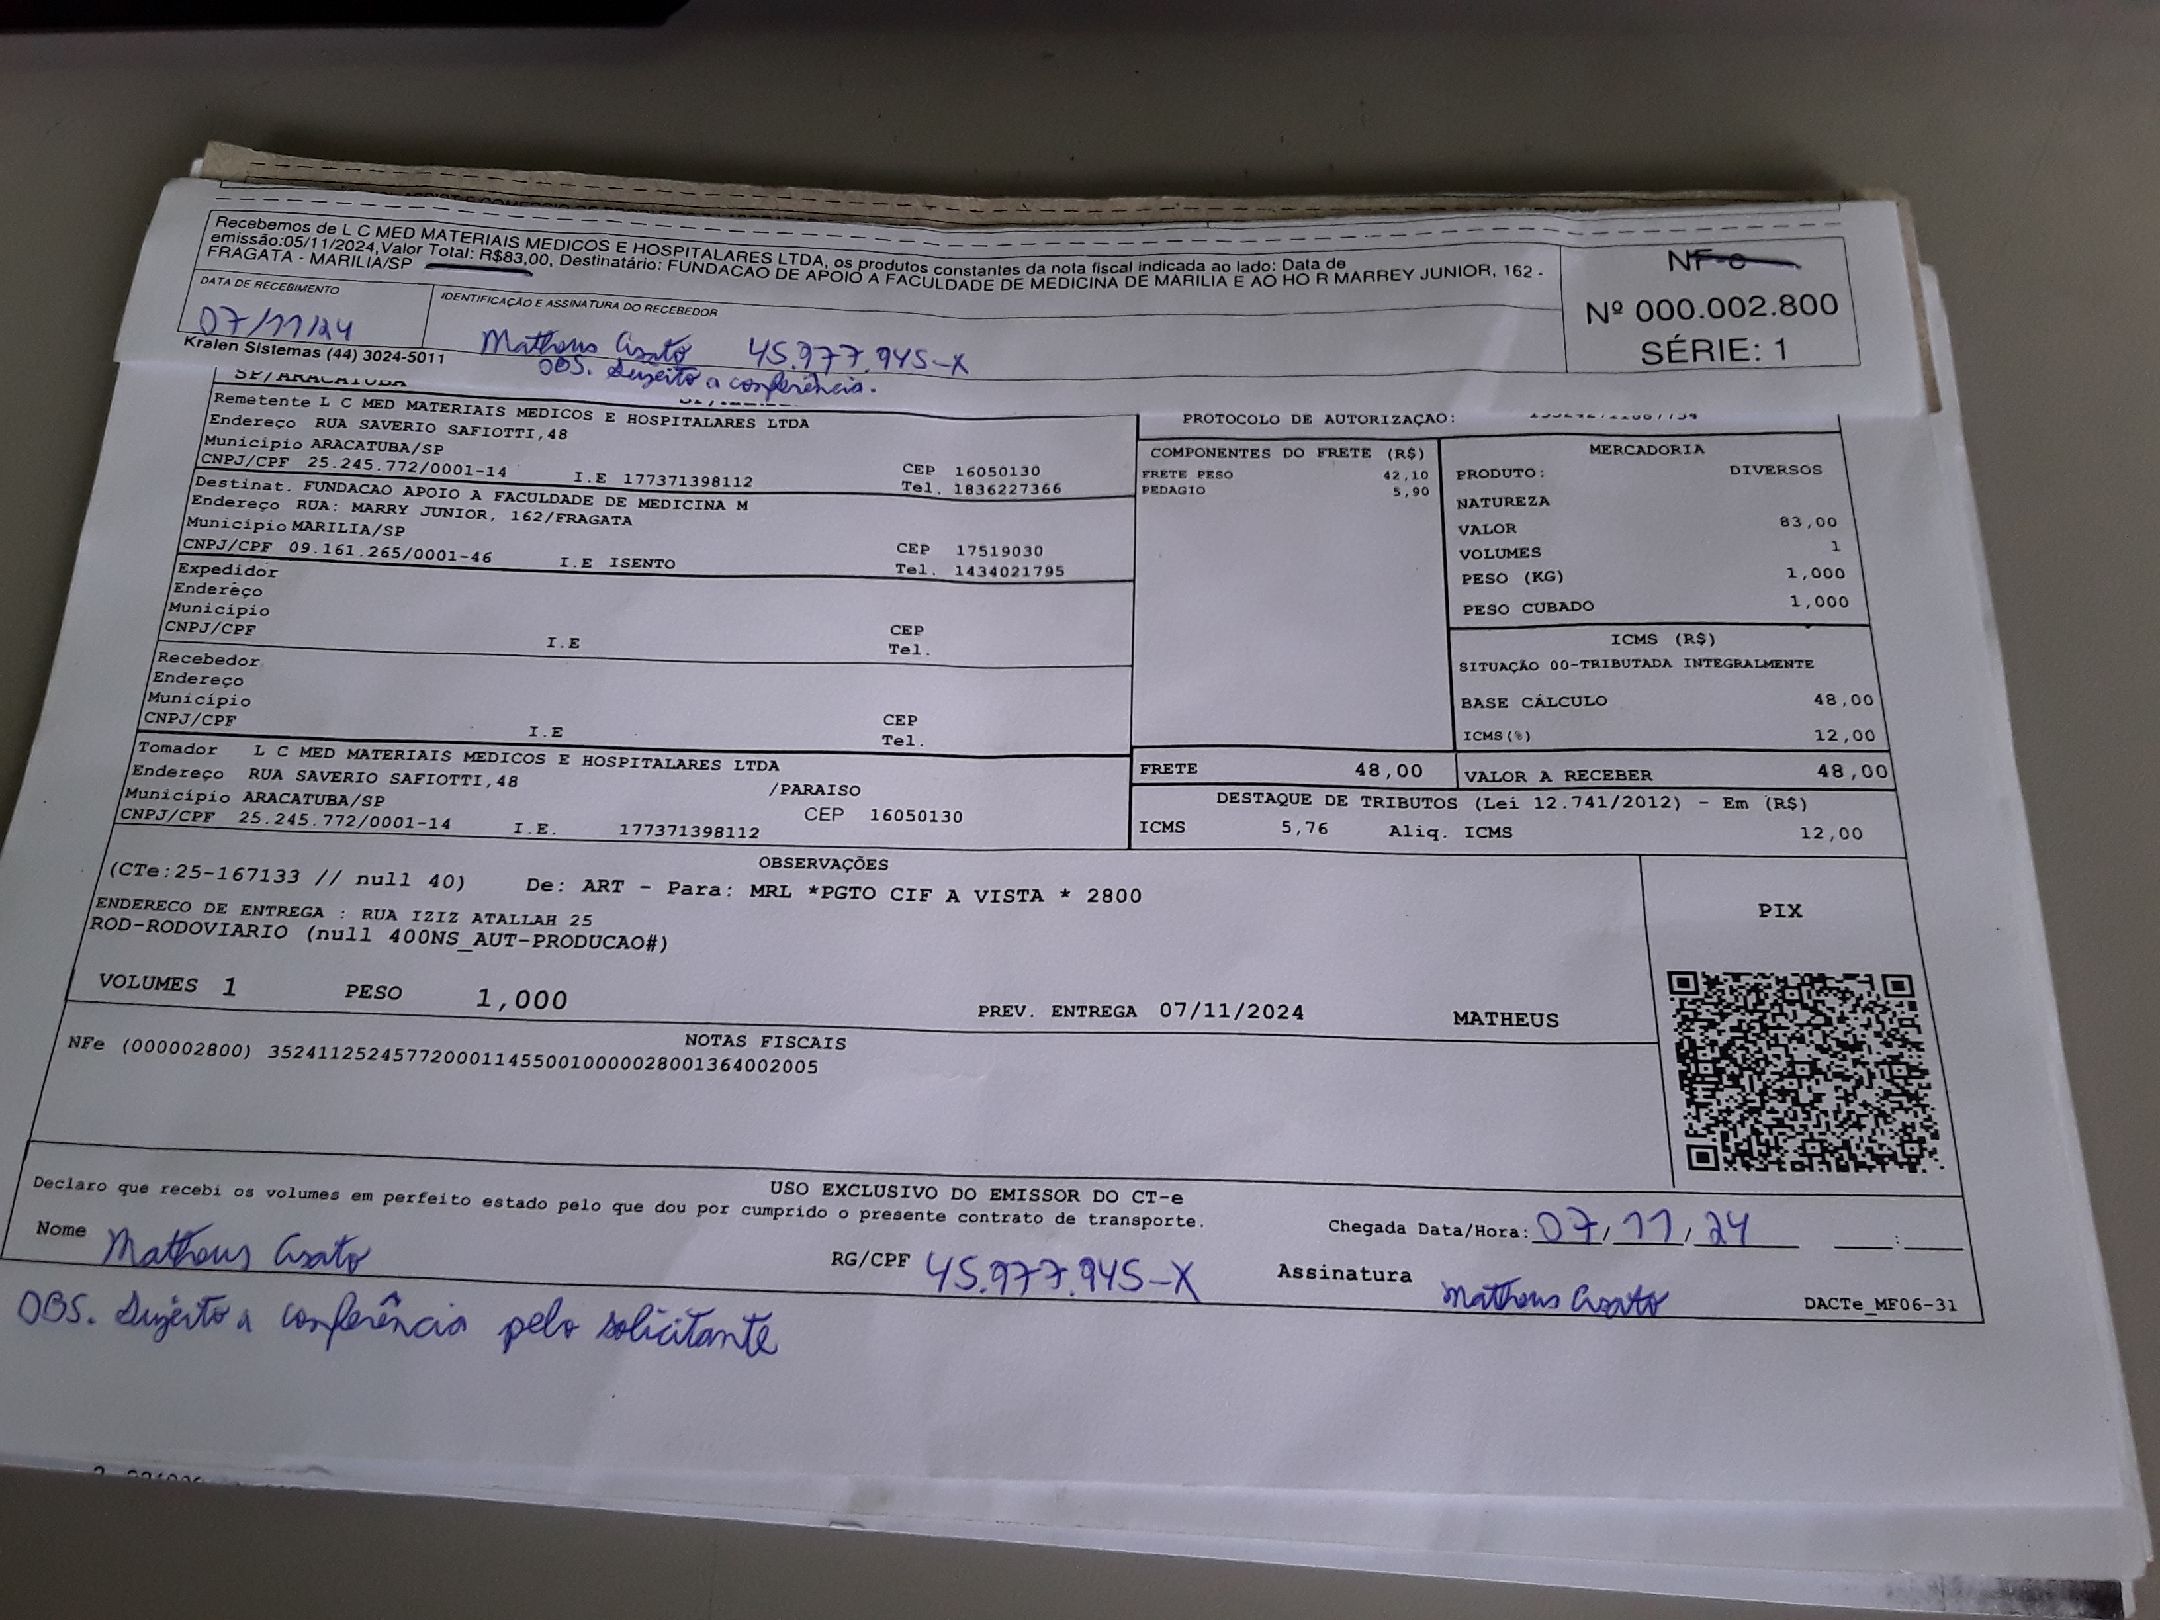 Recebemos de L C MED MATERIAIS MEDICOS E HOSPITALARES LTDA, os produtos constantes da nota fiscal indicada ao lado: Data de
emissão:05/11/2024,Valor Total: R$83,00, Destinatário: FUNDACAO DE APOIO A FACULDADE DE MEDICINA DE MARILIA E AO HO R MARREY JUNIOR, 162 -
FRAGATA - MARILIA/SP
NF-e
Nº 000.002.800
SÉRIE: 1
DATA DE RECEBIMENTO
07/11/24
IDENTIFICAÇÃO E ASSINATURA DO RECEBEDOR
Matheus 45.977.945-X
OBS. Sujeito a conferência.
Kralen Sistemas (44) 3024-5011
SP/ARACATUBA
Remetente L C MED MATERIAIS MEDICOS E HOSPITALARES LTDA
Endereço RUA SAVERIO SAFIOTTI,48
Município ARACATUBA/SP
CEP 16050130
CNPJ/CPF 25.245.772/0001-14 I.E 177371398112 Tel. 1836227366
Destinat. FUNDACAO APOIO A FACULDADE DE MEDICINA M
Endereço RUA: MARRY JUNIOR, 162/FRAGATA
Município MARILIA/SP
CEP 17519030
CNPJ/CPF 09.161.265/0001-46 I.E ISENTO Tel. 1434021795
Expedidor
Endereço
Município
CEP
CNPJ/CPF I.E Tel.
Recebedor
Endereço
Município
CEP
CNPJ/CPF I.E Tel.
Tomador L C MED MATERIAIS MEDICOS E HOSPITALARES LTDA
Endereço RUA SAVERIO SAFIOTTI,48 /PARAISO
Município ARACATUBA/SP CEP 16050130
CNPJ/CPF 25.245.772/0001-14 I.E. 177371398112
PROTOCOLO DE AUTORIZAÇÃO:
COMPONENTES DO FRETE (R$)
FRETE PESO 42,10
PEDAGIO 5,90
MERCADORIA
PRODUTO: DIVERSOS
NATUREZA
VALOR 83,00
VOLUMES 1
PESO (KG) 1,000
PESO CUBADO 1,000
ICMS (R$)
SITUAÇÃO 00-TRIBUTADA INTEGRALMENTE
BASE CÁLCULO 48,00
ICMS(%) 12,00
FRETE 48,00 VALOR A RECEBER 48,00
DESTAQUE DE TRIBUTOS (Lei 12.741/2012) - Em (R$)
ICMS 5,76 Aliq. ICMS 12,00
OBSERVAÇÕES
(CTe:25-167133 // null 40) De: ART - Para: MRL *PGTO CIF A VISTA * 2800
ENDERECO DE ENTREGA : RUA IZIZ ATALLAH 25
ROD-RODOVIARIO (null 400NS_AUT-PRODUCAO#)
PIX
VOLUMES 1 PESO 1,000 PREV. ENTREGA 07/11/2024 MATHEUS
NOTAS FISCAIS
NFe (000002800) 35241125245772000114550010000028001364002005
USO EXCLUSIVO DO EMISSOR DO CT-e
Declaro que recebi os volumes em perfeito estado pelo que dou por cumprido o presente contrato de transporte.
Chegada Data/Hora: 07/11/24 __:__
Nome Matheus RG/CPF 45.977.945-X Assinatura Matheus
DACTe_MF06-31
OBS. Sujeito a conferência pelo solicitante